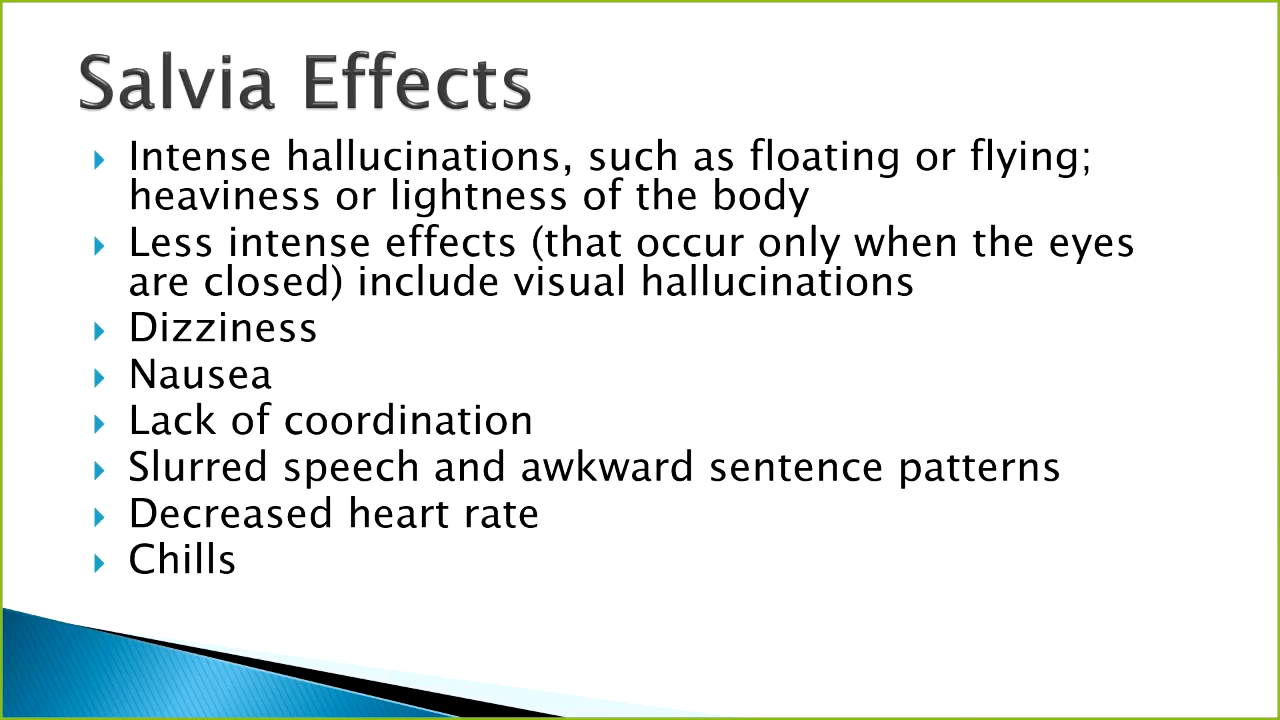 Salvia Effects
Intense hallucinations, such as floating or flying;
heaviness or lightness of the body
Less intense effects (that occur only when the eyes
are closed) include visual hallucinations
Dizziness
Nausea
Lack of coordination
Slurred speech and awkward sentence patterns
Decreased heart rate
Chills